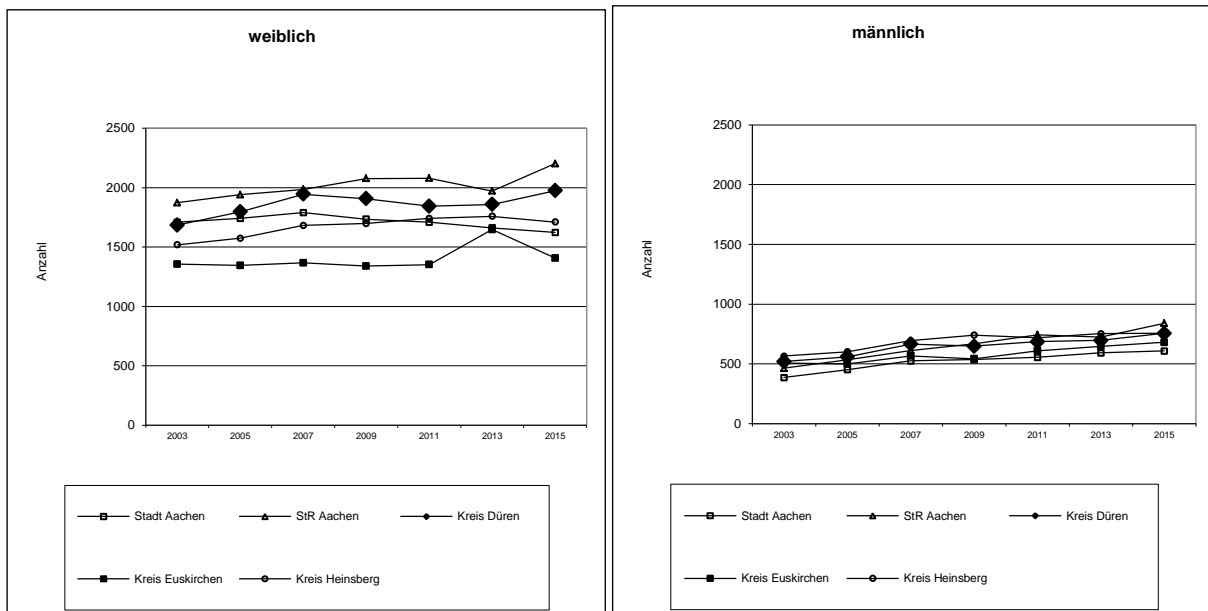 weiblich
2500
2000
1500
1000
500
0
Anzahl
2003 2005 2007 2009 2011 2013 2015
Stadt Aachen StR Aachen Kreis Düren
Kreis Euskirchen Kreis Heinsberg
männlich
2500
2000
1500
1000
500
0
Anzahl
2003 2005 2007 2009 2011 2013 2015
Stadt Aachen StR Aachen Kreis Düren
Kreis Euskirchen Kreis Heinsberg